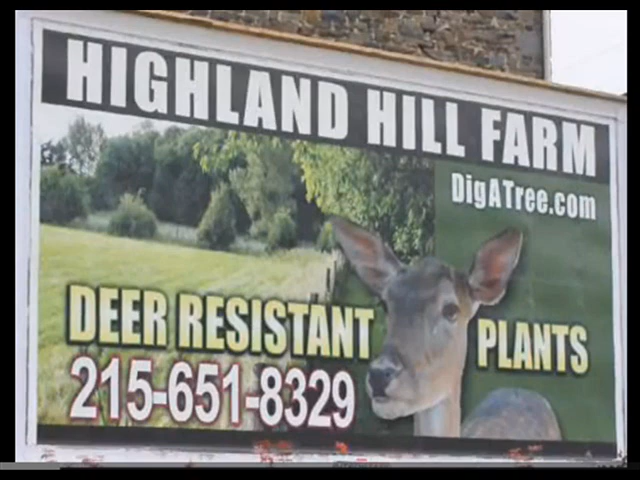 HIGHLAND HILL FARM
DigATree.com
DEER RESISTANT PLANTS
215-651-8329